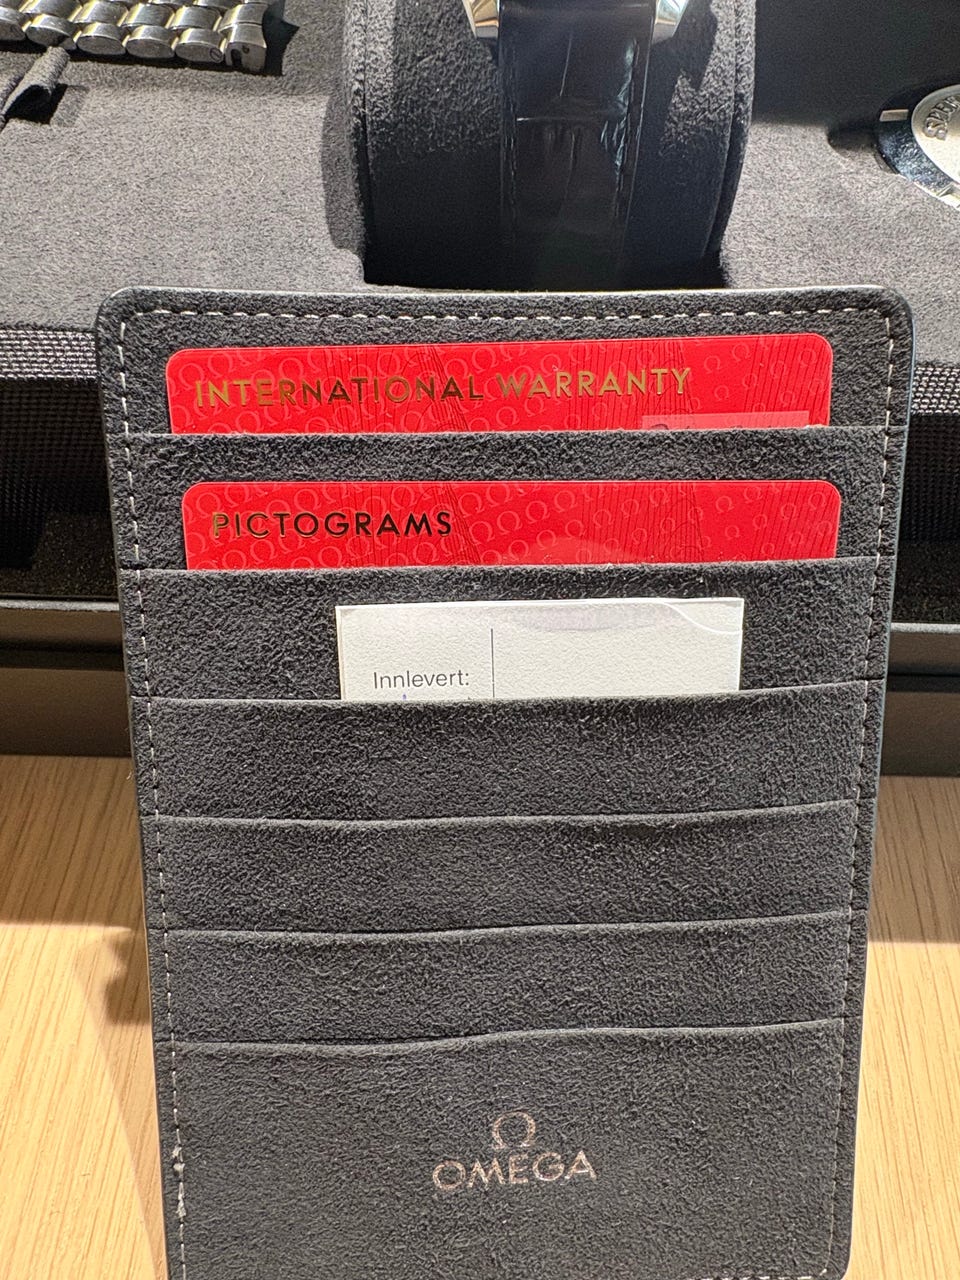 INTERNATIONAL WARRANTY
PICTOGRAMS
Innlevert:
Ω
OMEGA